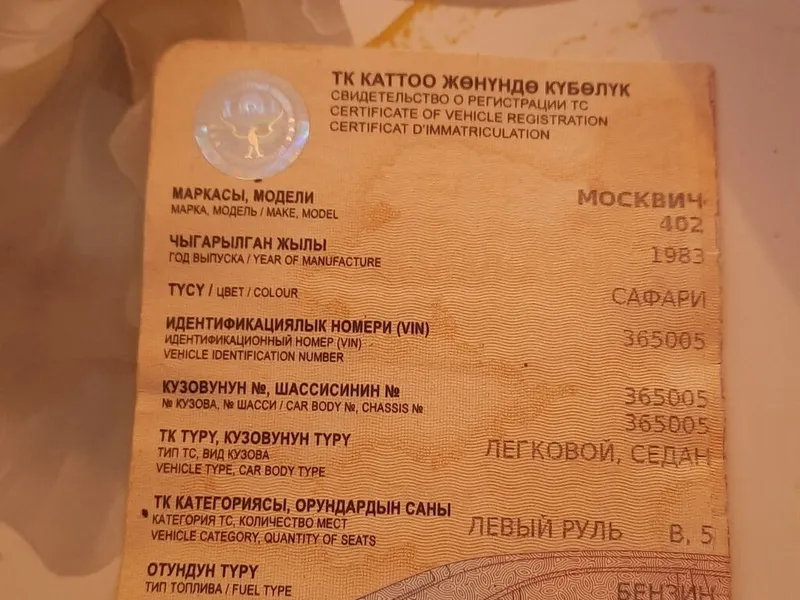 ТК КАТТОО ЖӨНҮНДӨ КҮБӨЛҮК
СВИДЕТЕЛЬСТВО О РЕГИСТРАЦИИ ТС
CERTIFICATE OF VEHICLE REGISTRATION
CERTIFICAT D'IMMATRICULATION
МАРКАСЫ, МОДЕЛИ
МАРКА, МОДЕЛЬ / MAKE, MODEL
МОСКВИЧ
402
ЧЫГАРЫЛГАН ЖЫЛЫ
ГОД ВЫПУСКА / YEAR OF MANUFACTURE
1983
ТҮСҮ / ЦВЕТ / COLOUR
САФАРИ
ИДЕНТИФИКАЦИЯЛЫК НОМЕРИ (VIN)
ИДЕНТИФИКАЦИОННЫЙ НОМЕР (VIN)
VEHICLE IDENTIFICATION NUMBER
365005
КУЗОВУНУН №, ШАССИСИНИН №
№ КУЗОВА, № ШАССИ / CAR BODY №, CHASSIS №
365005
365005
ТК ТҮРҮ, КУЗОВУНУН ТҮРҮ
ТИП ТС, ВИД КУЗОВА
VEHICLE TYPE, CAR BODY TYPE
ЛЕГКОВОЙ, СЕДАН
ТК КАТЕГОРИЯСЫ, ОРУНДАРДЫН САНЫ
КАТЕГОРИЯ ТС, КОЛИЧЕСТВО МЕСТ
VEHICLE CATEGORY, QUANTITY OF SEATS
ЛЕВЫЙ РУЛЬ B, 5
ОТУНДУН ТҮРҮ
ТИП ТОПЛИВА / FUEL TYPE
БЕНЗИН